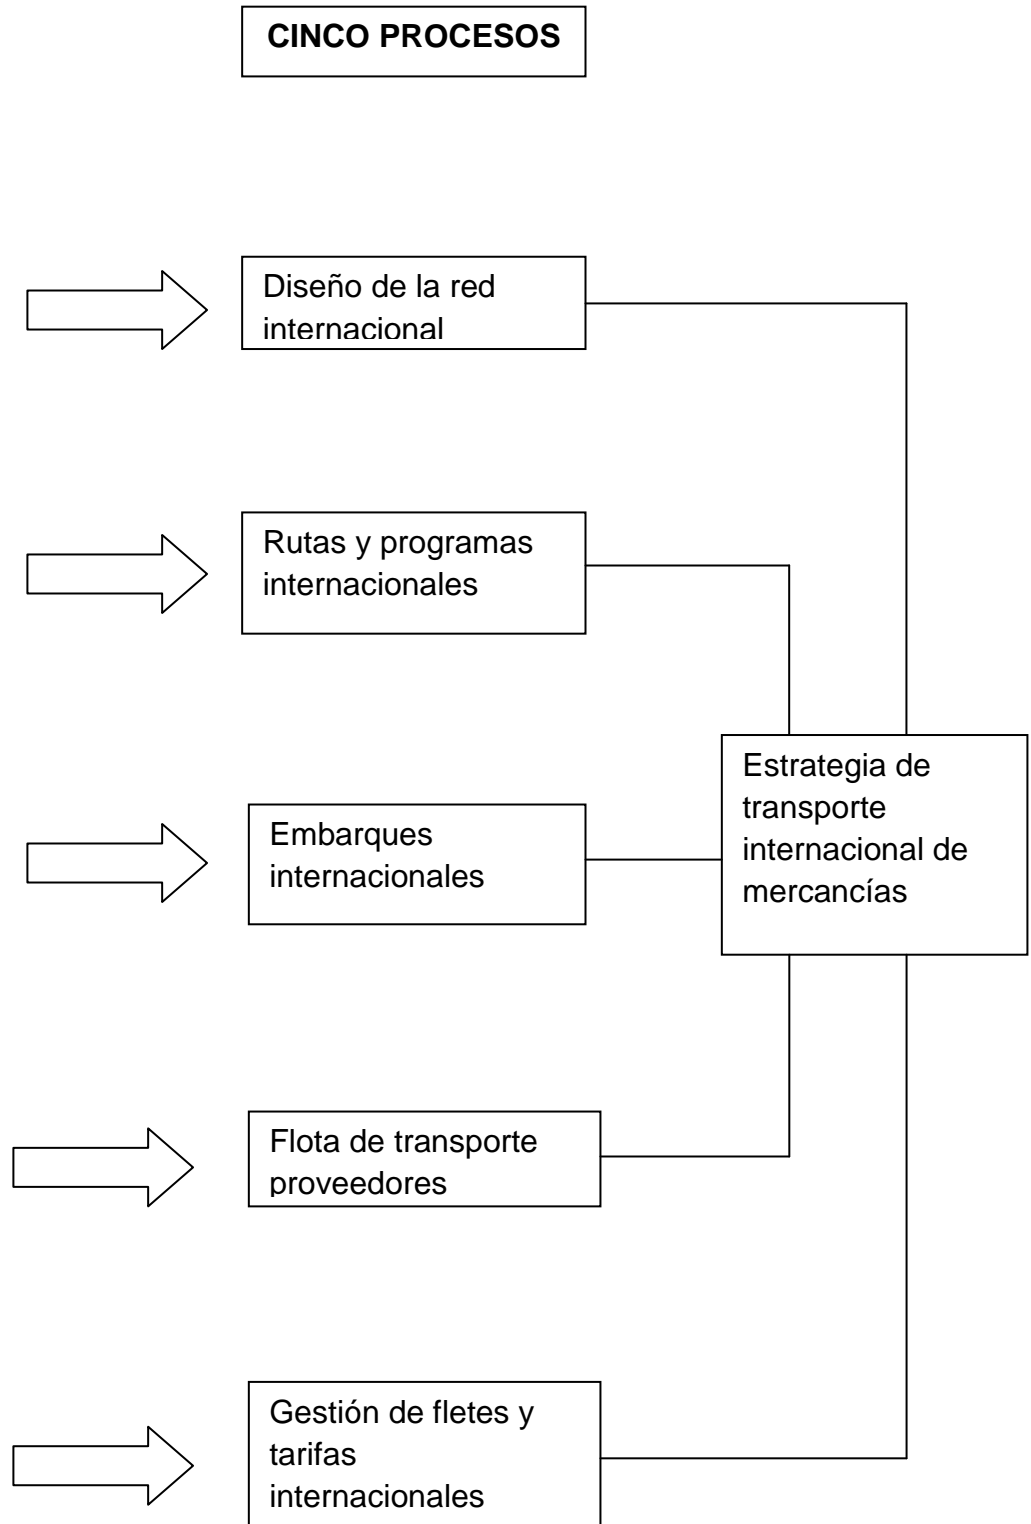 CINCO PROCESOS
Diseño de la red
internacional
Rutas y programas
internacionales
Estrategia de
transporte
internacional de
mercancías
Embarques
internacionales
Flota de transporte
proveedores
Gestión de fletes y
tarifas
internacionales